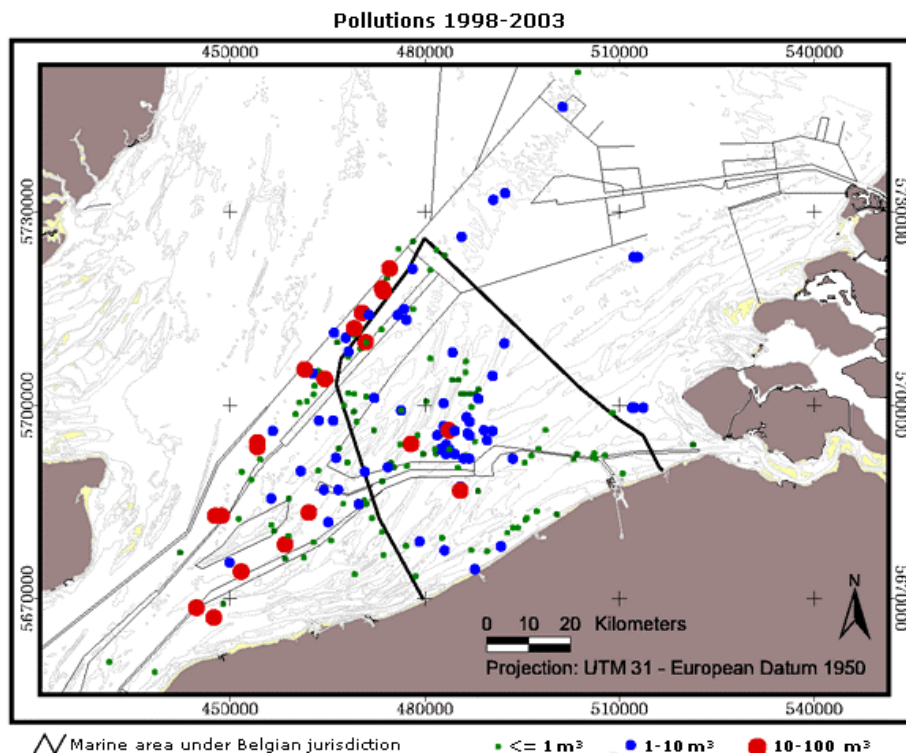 Pollutions 1998-2003
450000 480000 510000 540000
5730000 5730000
5700000 5700000
5670000 5670000
N
0 10 20 Kilometers
Projection: UTM 31 - European Datum 1950
450000 480000 510000 540000
Marine area under Belgian jurisdiction <= 1 m³ 1-10 m³ 10-100 m³